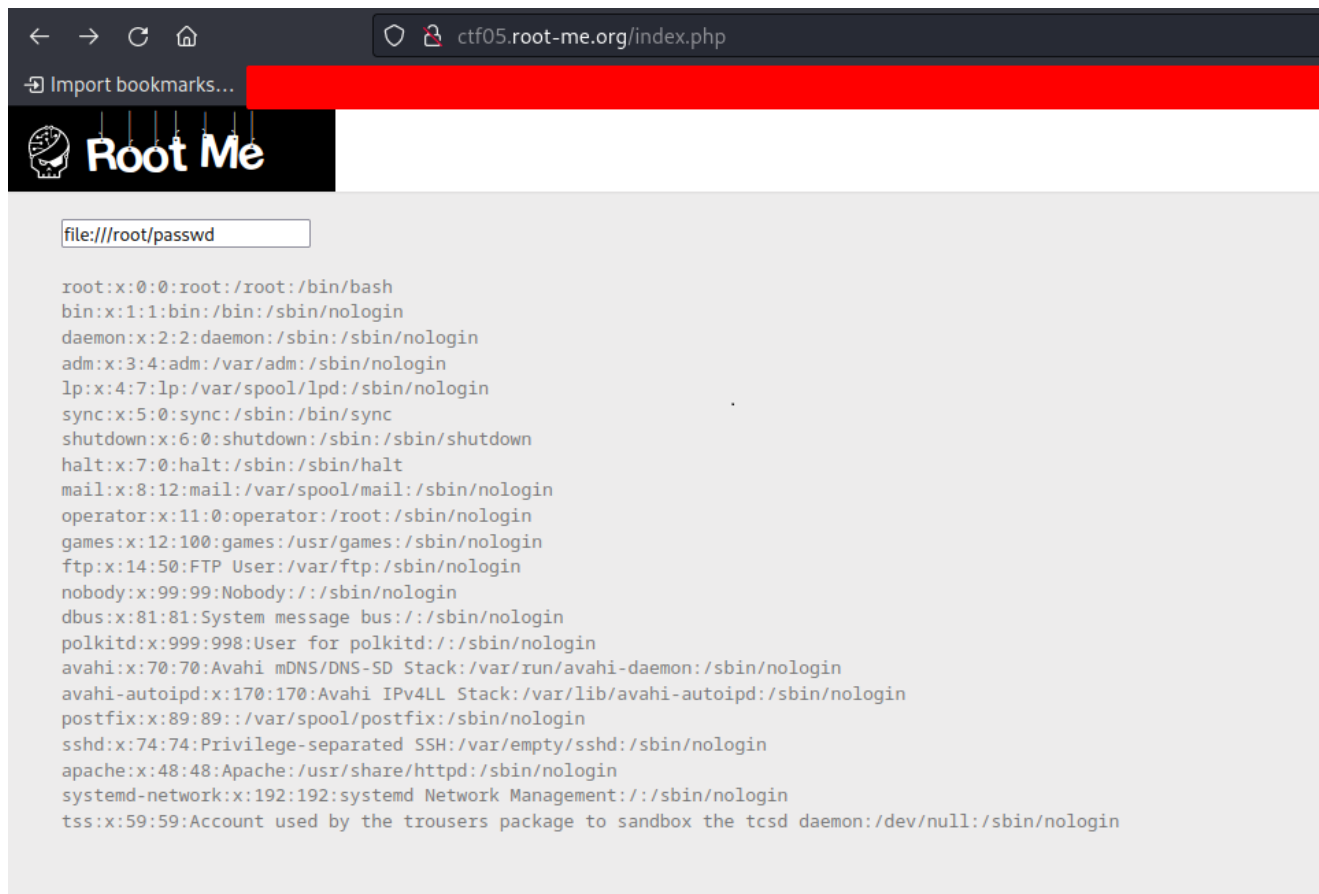 ctf05.root-me.org/index.php
Import bookmarks...
Root Me
file:///root/passwd
root:x:0:0:root:/root:/bin/bash
bin:x:1:1:bin:/bin:/sbin/nologin
daemon:x:2:2:daemon:/sbin:/sbin/nologin
adm:x:3:4:adm:/var/adm:/sbin/nologin
lp:x:4:7:lp:/var/spool/lpd:/sbin/nologin
sync:x:5:0:sync:/sbin:/bin/sync
shutdown:x:6:0:shutdown:/sbin:/sbin/shutdown
halt:x:7:0:halt:/sbin:/sbin/halt
mail:x:8:12:mail:/var/spool/mail:/sbin/nologin
operator:x:11:0:operator:/root:/sbin/nologin
games:x:12:100:games:/usr/games:/sbin/nologin
ftp:x:14:50:FTP User:/var/ftp:/sbin/nologin
nobody:x:99:99:Nobody:/:/sbin/nologin
dbus:x:81:81:System message bus:/:/sbin/nologin
polkitd:x:999:998:User for polkitd:/:/sbin/nologin
avahi:x:70:70:Avahi mDNS/DNS-SD Stack:/var/run/avahi-daemon:/sbin/nologin
avahi-autoipd:x:170:170:Avahi IPv4LL Stack:/var/lib/avahi-autoipd:/sbin/nologin
postfix:x:89:89::/var/spool/postfix:/sbin/nologin
sshd:x:74:74:Privilege-separated SSH:/var/empty/sshd:/sbin/nologin
apache:x:48:48:Apache:/usr/share/httpd:/sbin/nologin
systemd-network:x:192:192:systemd Network Management:/:/sbin/nologin
tss:x:59:59:Account used by the trousers package to sandbox the tcsd daemon:/dev/null:/sbin/nologin